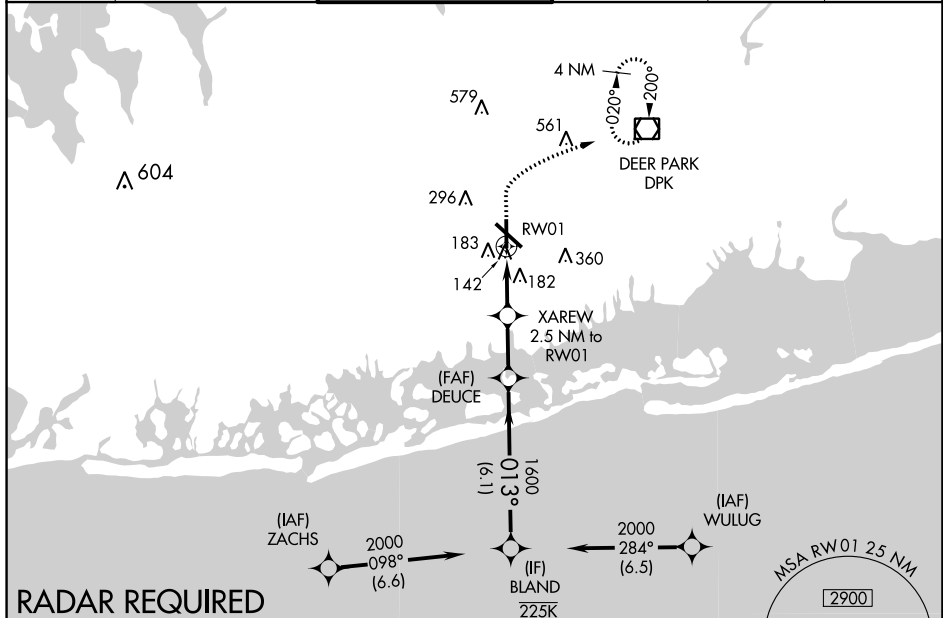 4 NM
020°
200°
579
561
DEER PARK
DPK
604
296
RW01
183
360
142
182
XAREW
2.5 NM to
RW01
(FAF)
DEUCE
1600
013°
(6.1)
(IAF)
ZACHS
2000
098°
(6.6)
(IF)
BLAND
225K
2000
284°
(6.5)
(IAF)
WULUG
MSA RW01 25 NM
2900
RADAR REQUIRED